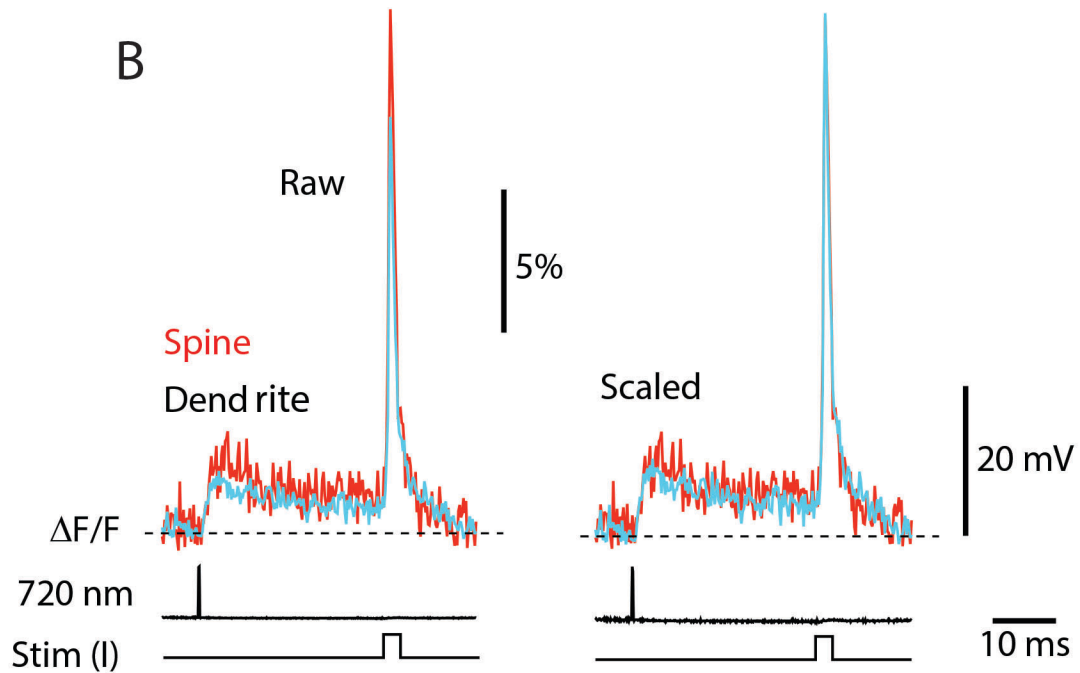 B
Raw
5%
Spine
Dend rite
Scaled
20 mV
ΔF/F
720 nm
Stim (I)
10 ms